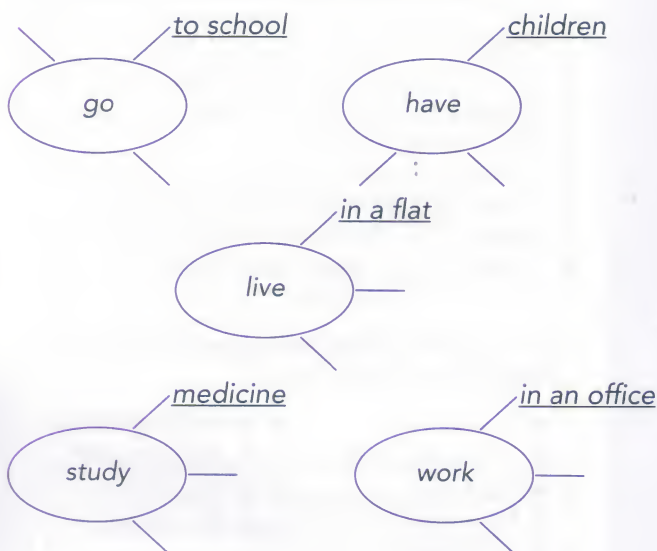 to school
children
go
have
in a flat
live
medicine
in an office
study
work